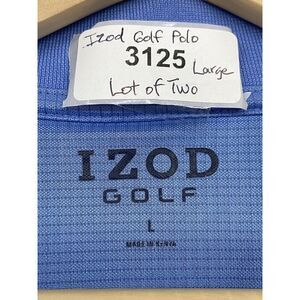 Izod Golf Polo
3125 Large
Lot of Two
IZOD
GOLF
L
MADE IN KENYA